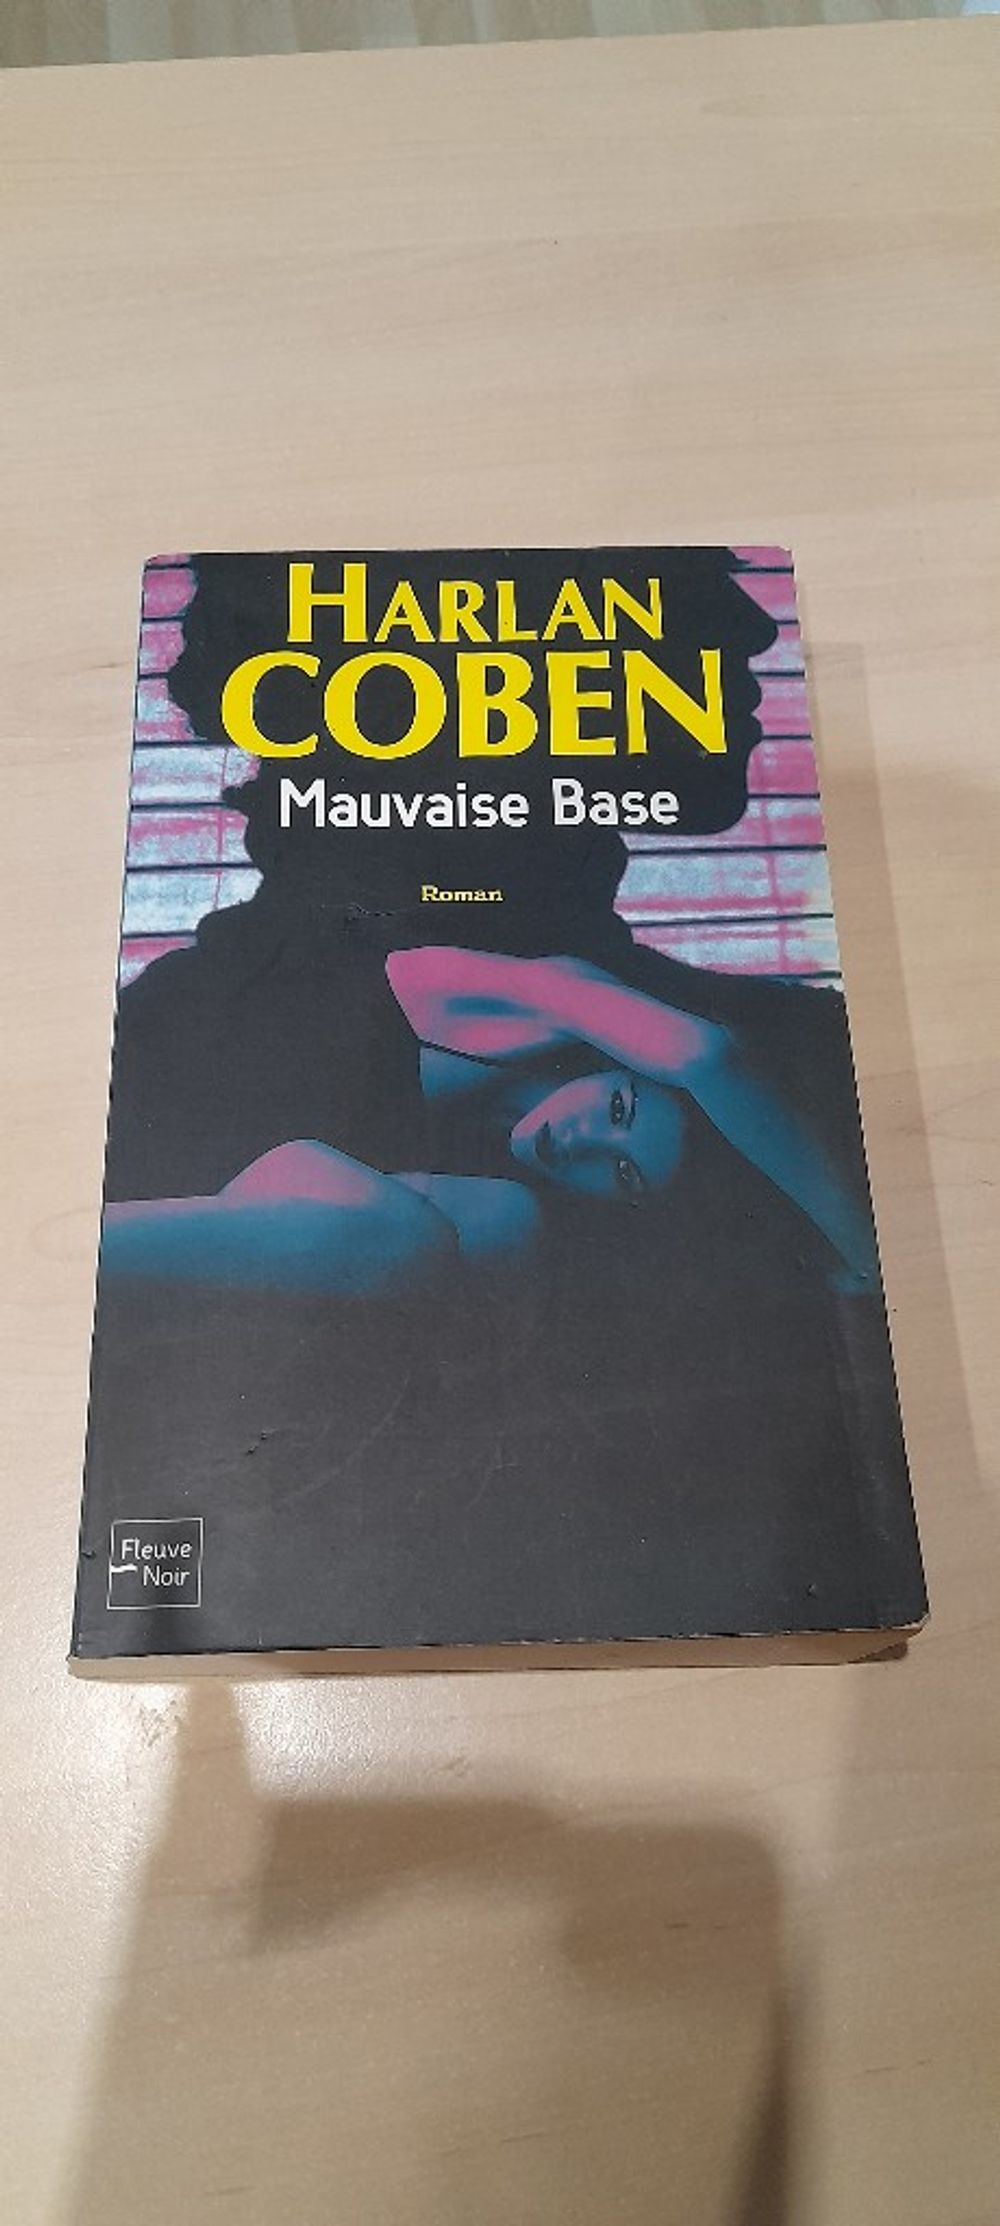 HARLAN
COBEN
Mauvaise Base
Roman
Fleuve
Noir